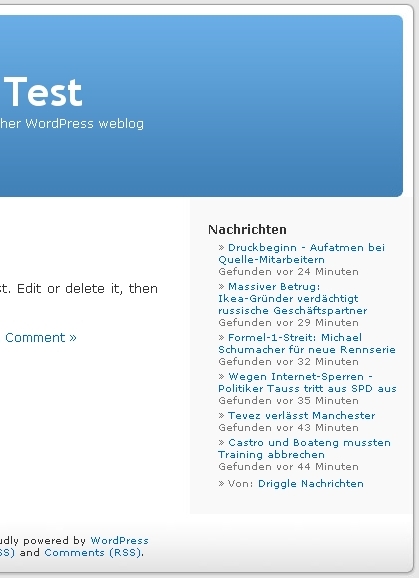 Test
her WordPress weblog
Nachrichten
» Druckbeginn - Aufatmen bei
Quelle-Mitarbeitern
Gefunden vor 24 Minuten
» Massiver Betrug:
Ikea-Gründer verdächtigt
russische Geschäftspartner
Gefunden vor 29 Minuten
» Formel-1-Streit: Michael
Schumacher für neue Rennserie
Gefunden vor 32 Minuten
» Wegen Internet-Sperren -
Politiker Tauss tritt aus SPD aus
Gefunden vor 35 Minuten
» Tevez verlässt Manchester
Gefunden vor 43 Minuten
» Castro und Boateng mussten
Training abbrechen
Gefunden vor 44 Minuten
» Von: Driggle Nachrichten
t. Edit or delete it, then
Comment »
udly powered by WordPress
SS) and Comments (RSS).